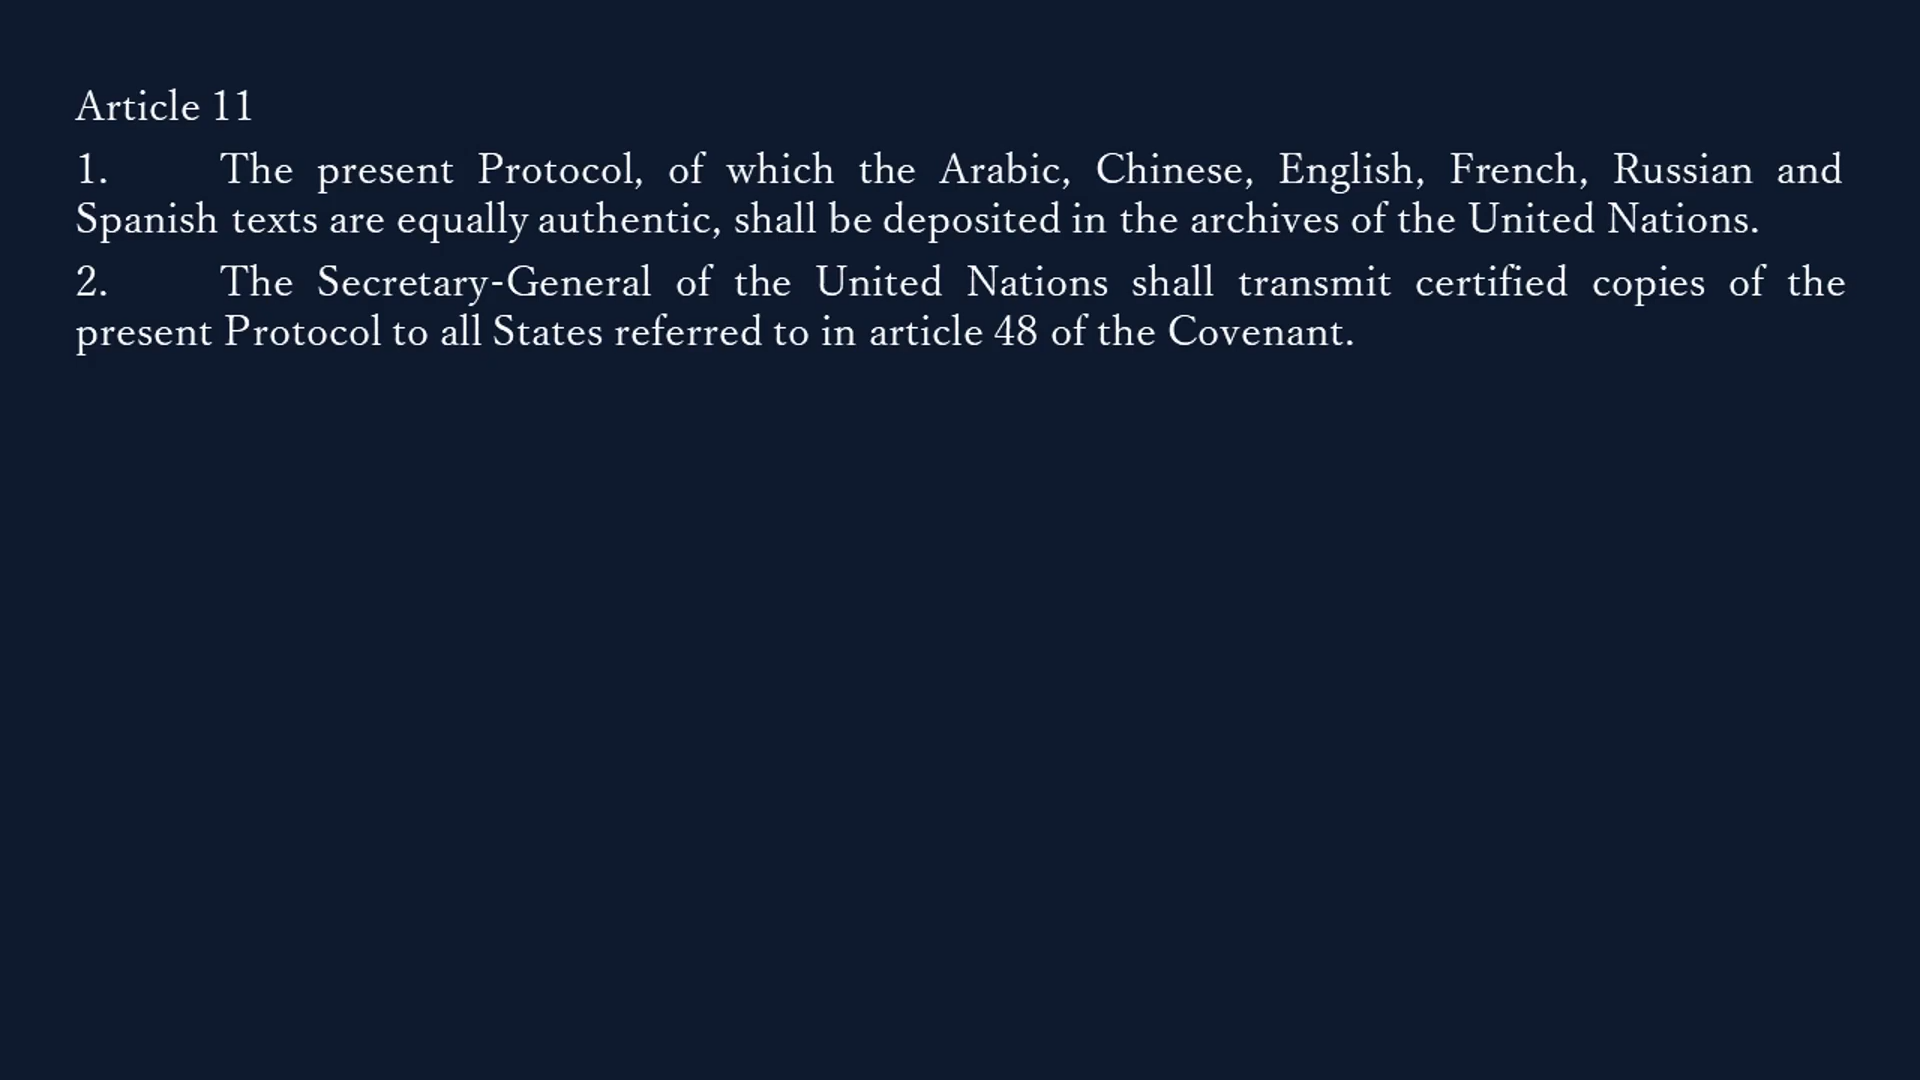 Article 11
1. The present Protocol, of which the Arabic, Chinese, English, French, Russian and
Spanish texts are equally authentic, shall be deposited in the archives of the United Nations.
2. The Secretary-General of the United Nations shall transmit certified copies of the
present Protocol to all States referred to in article 48 of the Covenant.